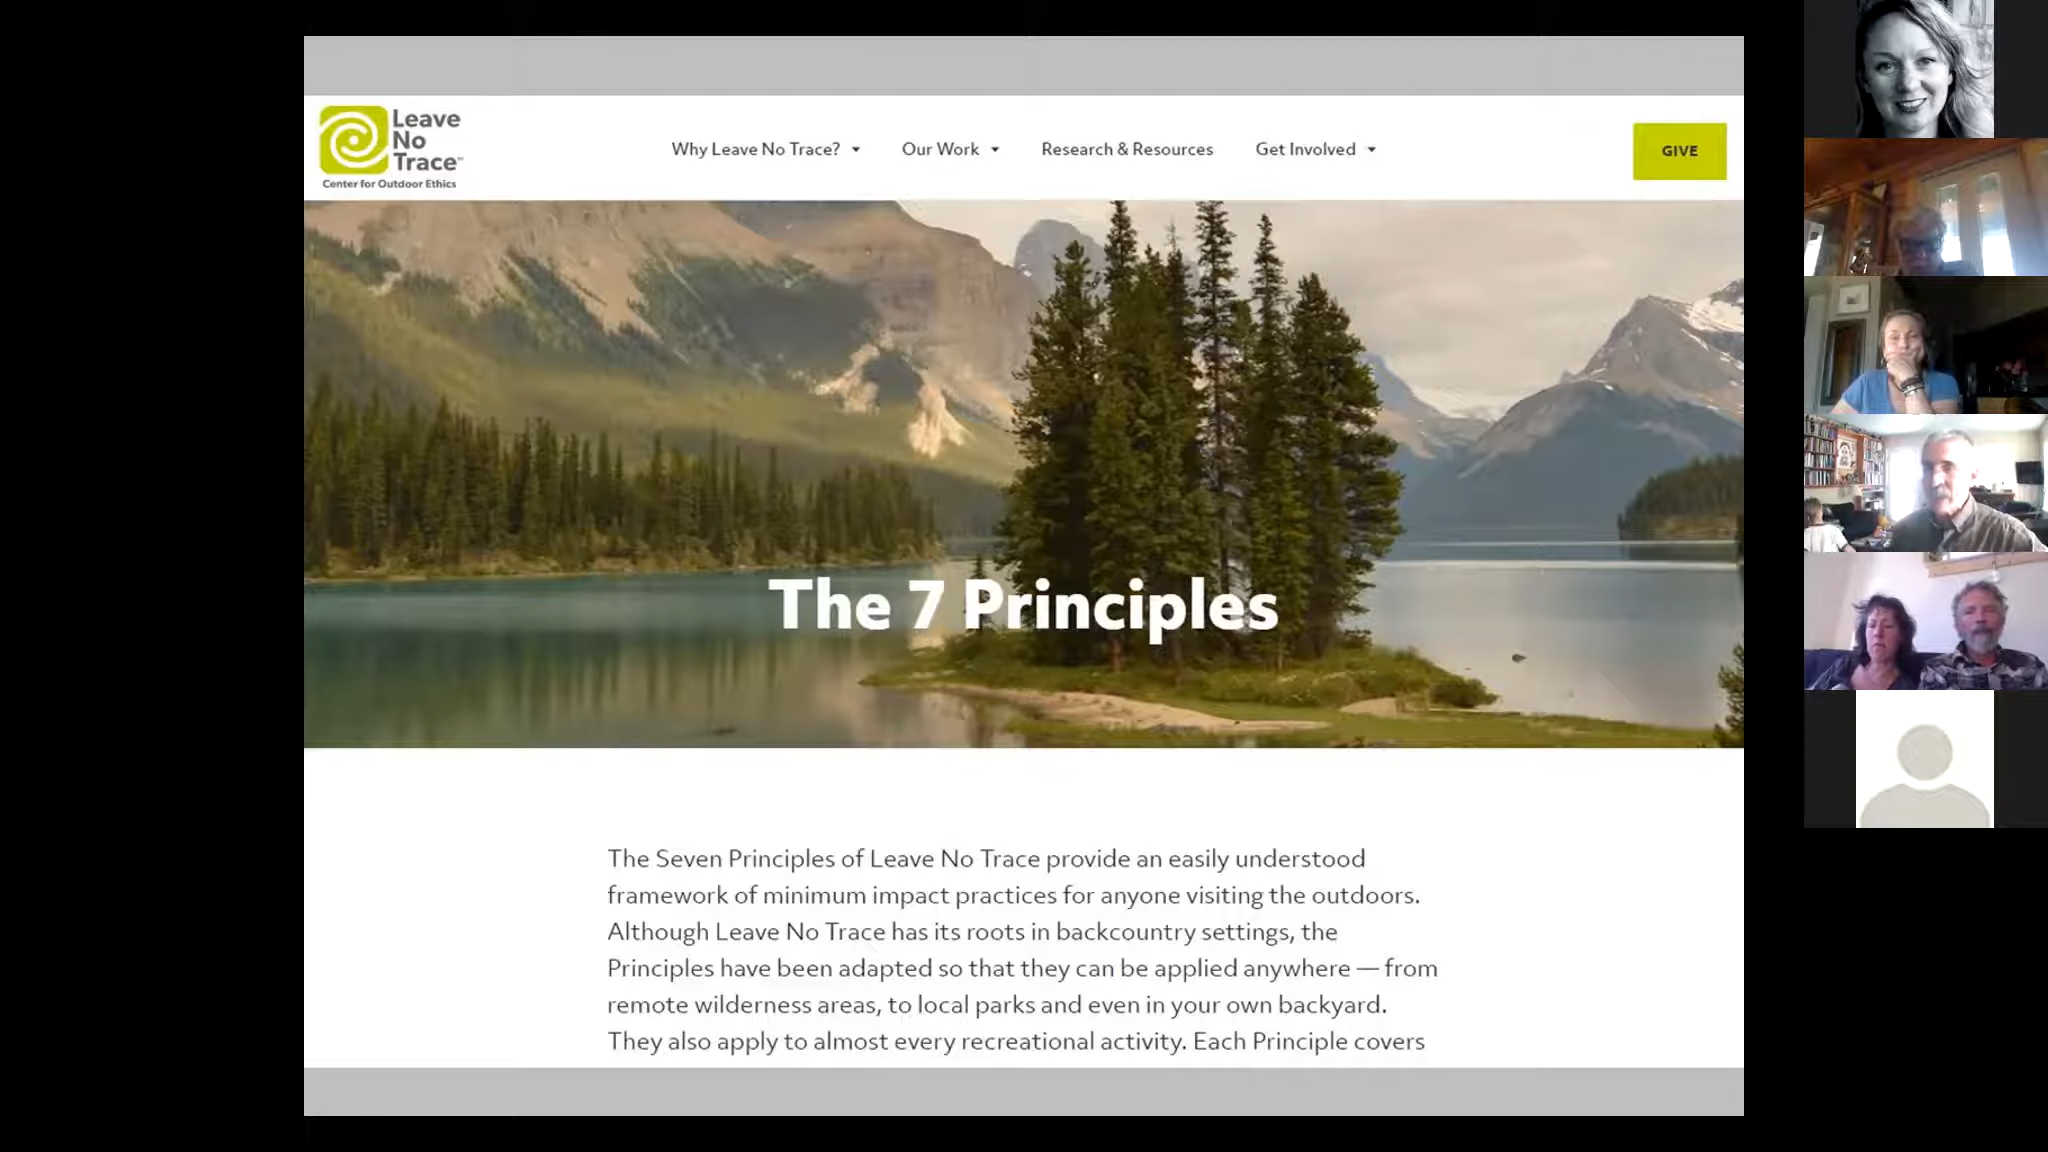 Leave
No
Trace™
Center for Outdoor Ethics
Why Leave No Trace?
Our Work
Research & Resources
Get Involved
GIVE
The 7 Principles
The Seven Principles of Leave No Trace provide an easily understood
framework of minimum impact practices for anyone visiting the outdoors.
Although Leave No Trace has its roots in backcountry settings, the
Principles have been adapted so that they can be applied anywhere — from
remote wilderness areas, to local parks and even in your own backyard.
They also apply to almost every recreational activity. Each Principle covers